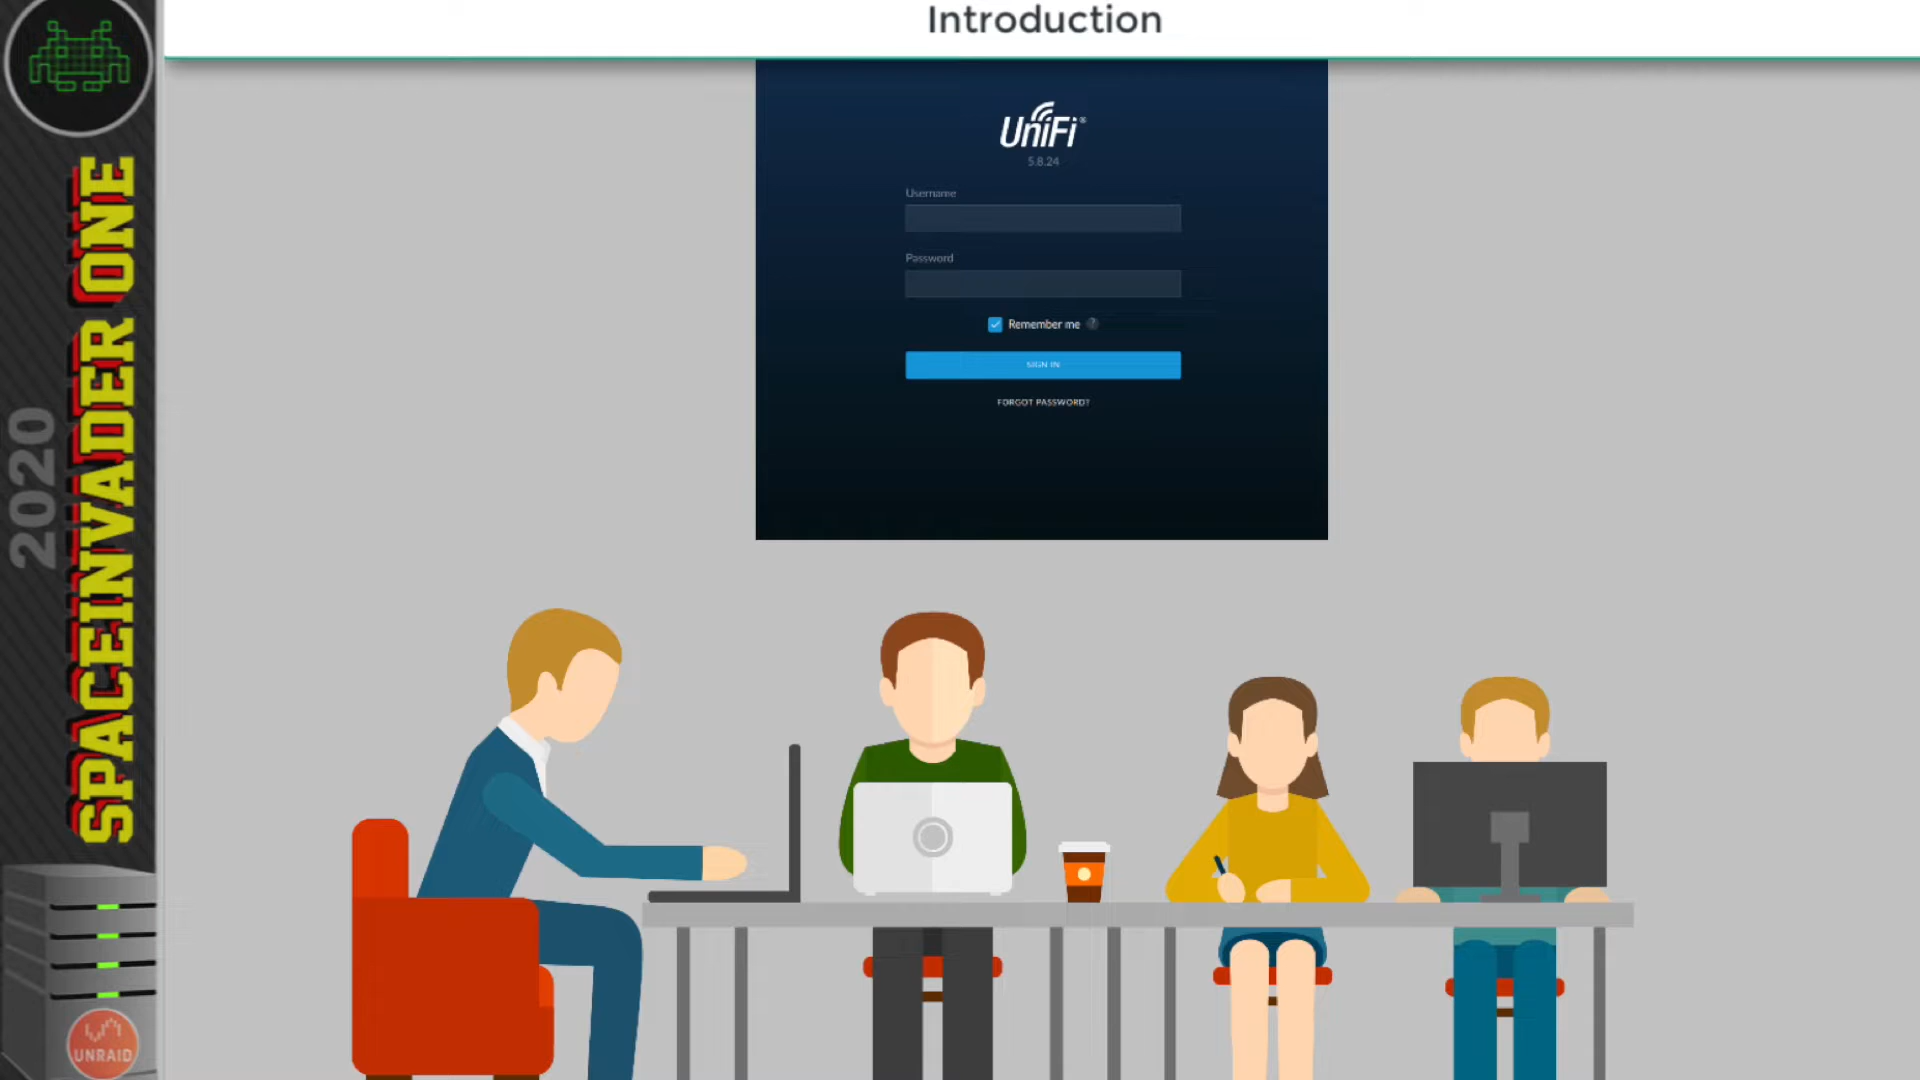 Introduction
UniFi
5.8.24
Username
Password
Remember me ?
SIGN IN
FORGOT PASSWORD?
2020
SPACEINVADER ONE
UNRAID